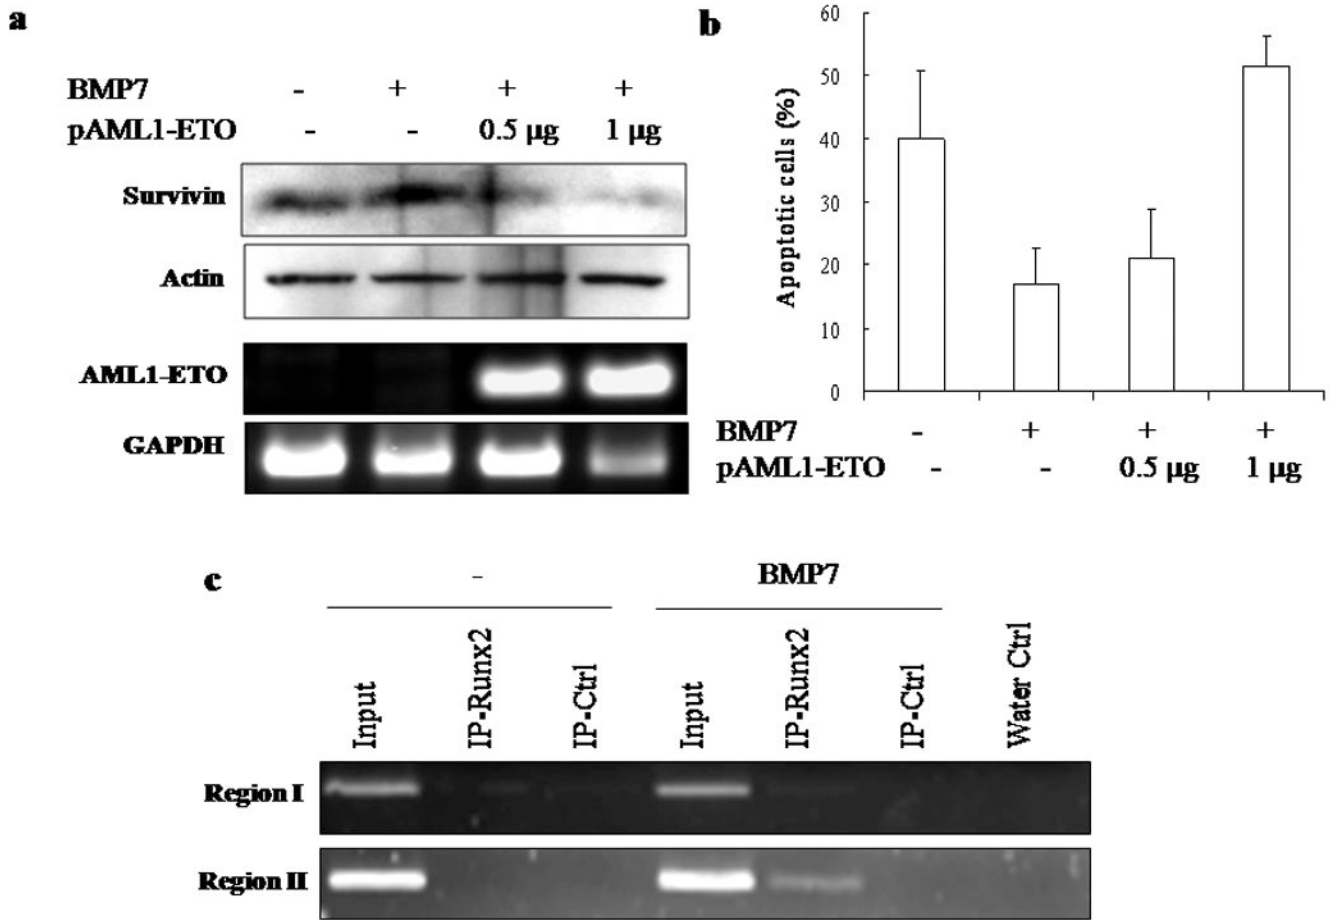 a
BMP7 - + + +
pAML1-ETO - - 0.5 µg 1 µg
Survivin
Actin
AML1-ETO
GAPDH
b
Apoptotic cells (%)
60
50
40
30
20
10
0
BMP7 - + + +
pAML1-ETO - - 0.5 µg 1 µg
c
- BMP7
Input IP-Runx2 IP-Ctrl Input IP-Runx2 IP-Ctrl Water Ctrl
Region I
Region II